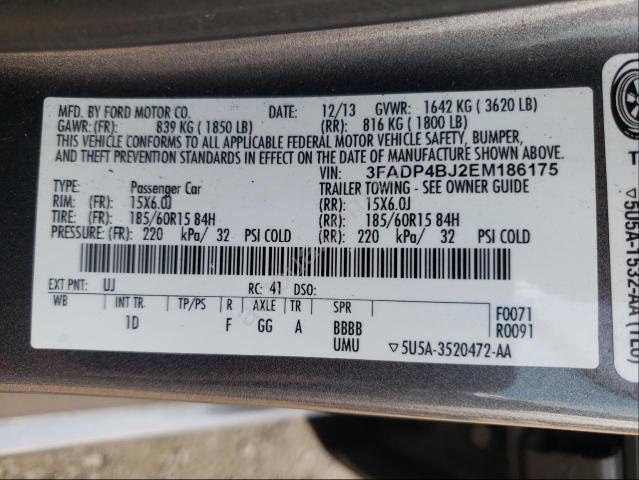 MFD. BY FORD MOTOR CO. DATE: 12/13 GVWR: 1642 KG ( 3620 LB)
GAWR: (FR): 839 KG ( 1850 LB) (RR): 816 KG ( 1800 LB)
THIS VEHICLE CONFORMS TO ALL APPLICABLE FEDERAL MOTOR VEHICLE SAFETY, BUMPER,
AND THEFT PREVENTION STANDARDS IN EFFECT ON THE DATE OF MANUFACTURE SHOWN ABOVE.
VIN: 3FADP4BJ2EM186175
TYPE: Passenger Car TRAILER TOWING - SEE OWNER GUIDE
RIM: (FR): 15X6.0J (RR): 15X6.0J
TIRE: (FR): 185/60R15 84H (RR): 185/60R15 84H
PRESSURE: (FR): 220 kPa/ 32 PSI COLD (RR): 220 kPa/ 32 PSI COLD
EXT PNT: UJ RC: 41 DSO:
WB INT TR. TP/PS R AXLE TR SPR F0071
1D F GG A BBBB R0091
UMU ▽5U5A-3520472-AA
▽5U5A-1532-AA (TEU)